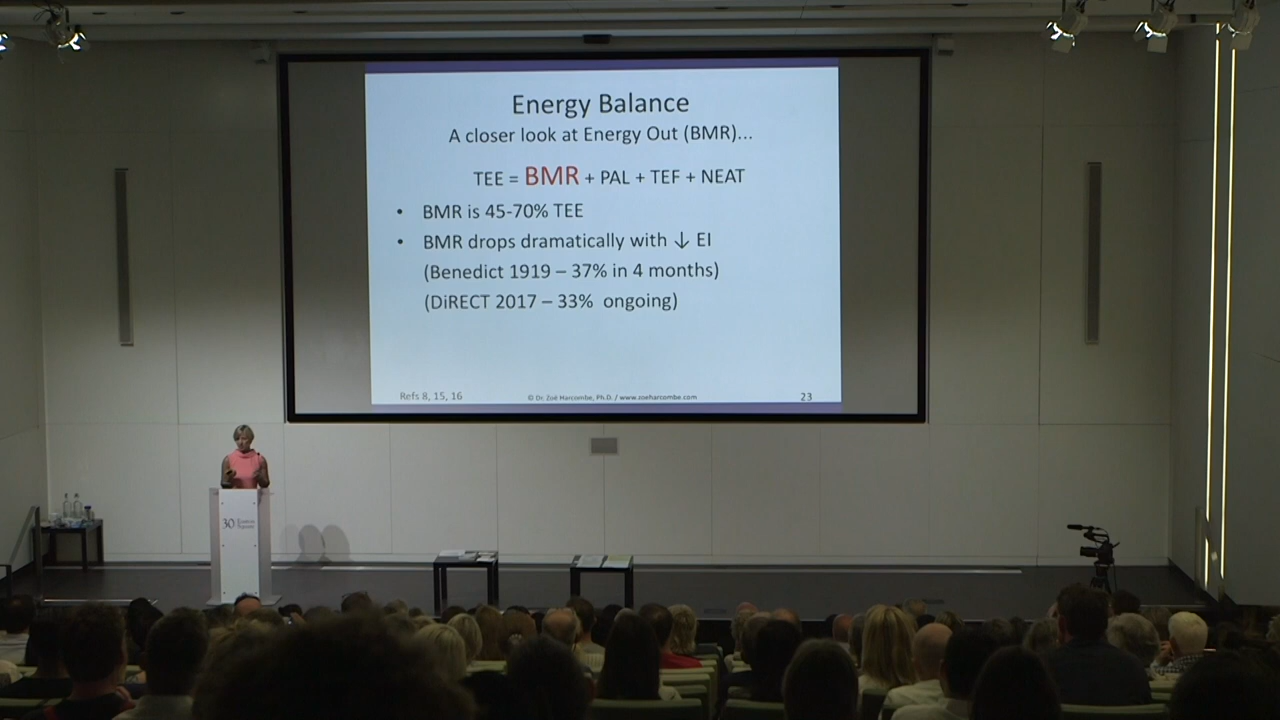 Energy Balance
A closer look at Energy Out (BMR)...
TEE = BMR + PAL + TEF + NEAT
• BMR is 45-70% TEE
• BMR drops dramatically with ↓ EI
(Benedict 1919 – 37% in 4 months)
(DiRECT 2017 – 33% ongoing)
Refs 8, 15, 16
© Dr. Zoë Harcombe, Ph.D. / www.zoeharcombe.com
23
30